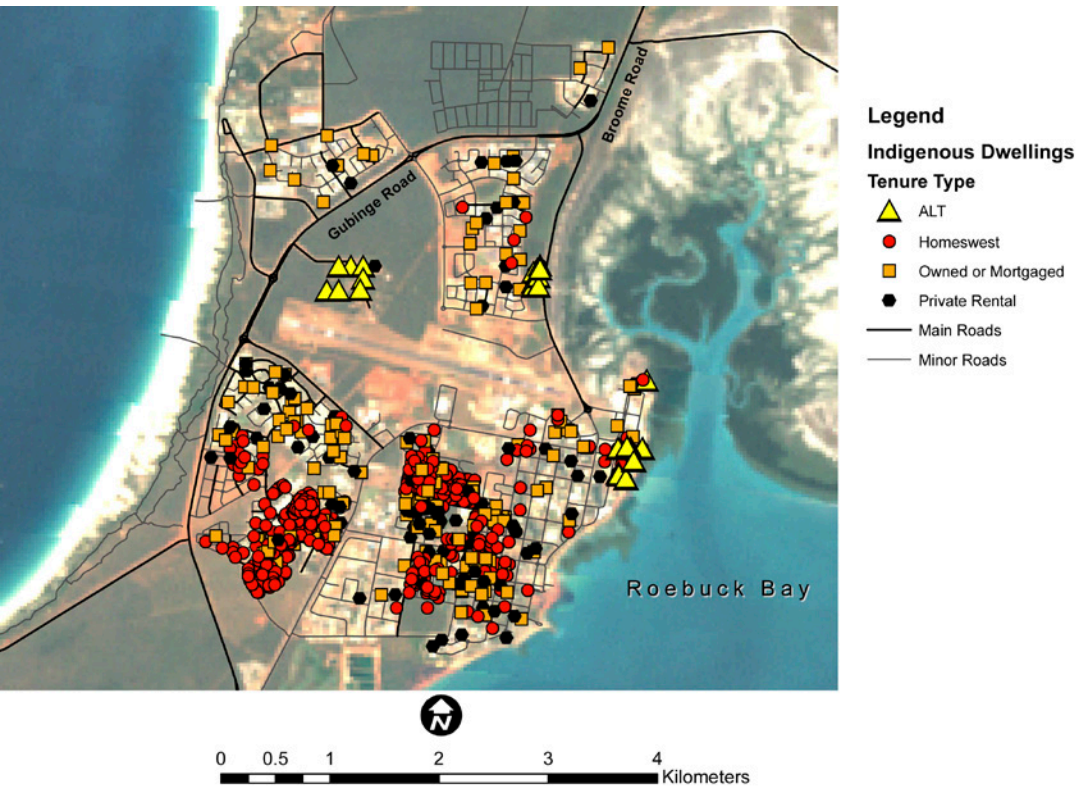 Broome Road
Gubinge Road
Roebuck Bay
Legend
Indigenous Dwellings
Tenure Type
ALT
Homeswest
Owned or Mortgaged
Private Rental
Main Roads
Minor Roads
N
0 0.5 1 2 3 4
Kilometers